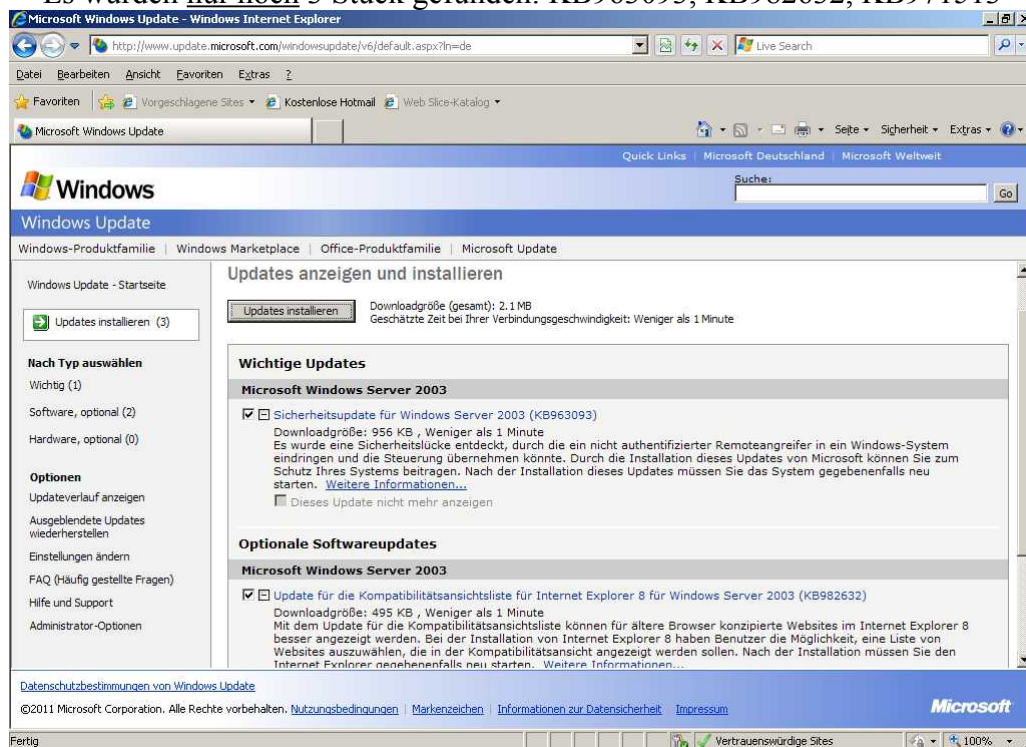 Es wurden nur noch 3 Stück gefunden: KB963093, KB982632, KB971513
Microsoft Windows Update - Windows Internet Explorer
http://www.update.microsoft.com/windowsupdate/v6/default.aspx?ln=de
Live Search
Datei Bearbeiten Ansicht Favoriten Extras ?
Favoriten Vorgeschlagene Sites Kostenlose Hotmail Web Slice-Katalog
Microsoft Windows Update
Seite Sicherheit Extras
Quick Links | Microsoft Deutschland | Microsoft Weltweit
Windows
Suche:
Go
Windows Update
Windows-Produktfamilie | Windows Marketplace | Office-Produktfamilie | Microsoft Update
Windows Update - Startseite
Updates installieren (3)
Nach Typ auswählen
Wichtig (1)
Software, optional (2)
Hardware, optional (0)
Optionen
Updateverlauf anzeigen
Ausgeblendete Updates
wiederherstellen
Einstellungen ändern
FAQ (Häufig gestellte Fragen)
Hilfe und Support
Administrator-Optionen
Updates anzeigen und installieren
Updates installieren
Downloadgröße (gesamt): 2.1 MB
Geschätzte Zeit bei Ihrer Verbindungsgeschwindigkeit: Weniger als 1 Minute
Wichtige Updates
Microsoft Windows Server 2003
Sicherheitsupdate für Windows Server 2003 (KB963093)
Downloadgröße: 956 KB , Weniger als 1 Minute
Es wurde eine Sicherheitslücke entdeckt, durch die ein nicht authentifizierter Remoteangreifer in ein Windows-System
eindringen und die Steuerung übernehmen könnte. Durch die Installation dieses Updates von Microsoft können Sie zum
Schutz Ihres Systems beitragen. Nach der Installation dieses Updates müssen Sie das System gegebenenfalls neu
starten. Weitere Informationen...
Dieses Update nicht mehr anzeigen
Optionale Softwareupdates
Microsoft Windows Server 2003
Update für die Kompatibilitätsansichtsliste für Internet Explorer 8 für Windows Server 2003 (KB982632)
Downloadgröße: 495 KB , Weniger als 1 Minute
Mit dem Update für die Kompatibilitätsansichtsliste können für ältere Browser konzipierte Websites im Internet Explorer 8
besser angezeigt werden. Bei der Installation von Internet Explorer 8 haben Benutzer die Möglichkeit, eine Liste von
Websites auszuwählen, die in der Kompatibilitätsansicht angezeigt werden sollen. Nach der Installation müssen Sie den
Internet Explorer gegebenenfalls neu starten. Weitere Informationen...
Datenschutzbestimmungen von Windows Update
©2011 Microsoft Corporation. Alle Rechte vorbehalten. Nutzungsbedingungen | Markenzeichen | Informationen zur Datensicherheit | Impressum
Microsoft
Fertig
Vertrauenswürdige Sites
100%